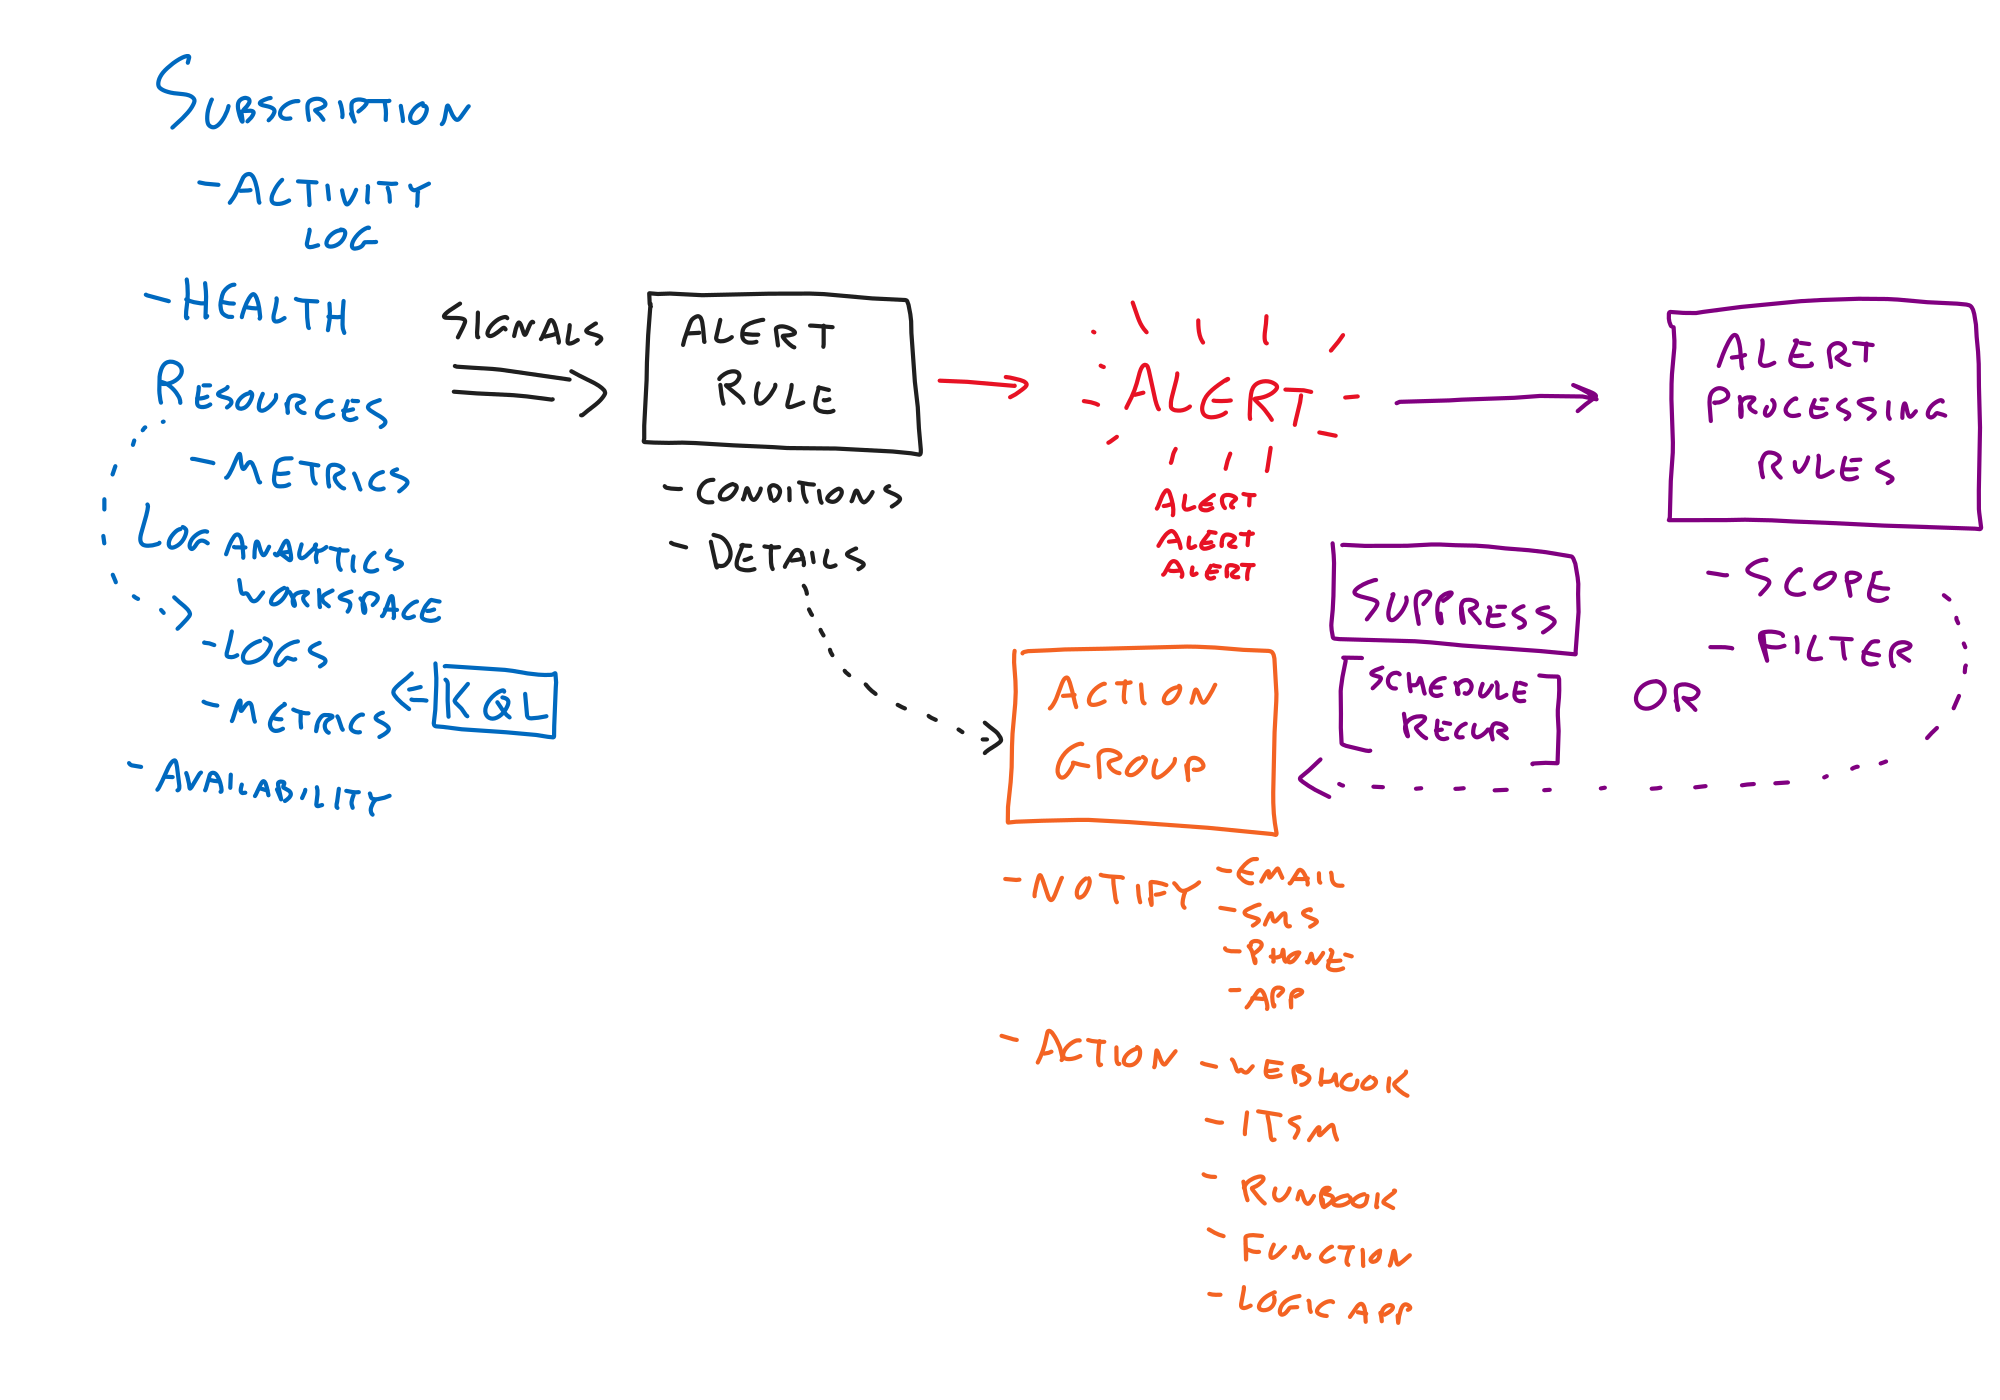 SUBSCRIPTION
- ACTIVITY
LOG
- HEALTH
RESOURCES
- METRICS
LOG ANALYTICS
WORKSPACE
- LOGS
- METRICS
KQL
- AVAILABILITY
SIGNALS
ALERT
RULE
- CONDITIONS
- DETAILS
ALERT
ALERT
ALERT
ALERT
ALERT
PROCESSING
RULES
- SCOPE
- FILTER
SUPPRESS
SCHEDULE
RECUR
OR
ACTION
GROUP
- NOTIFY
- EMAIL
- SMS
- PHONE
- APP
- ACTION
- WEBHOOK
- ITSM
- RUNBOOK
- FUNCTION
- LOGIC APP